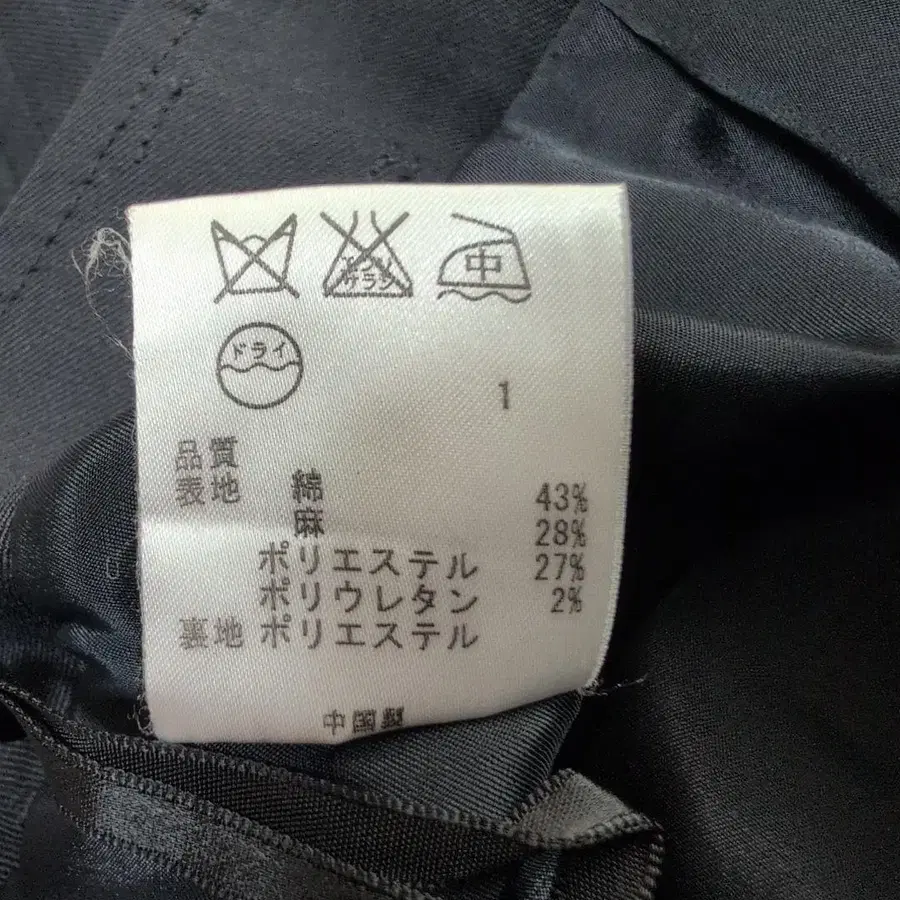 エンソ
サラシ
中
ドライ
1
品質
表地 綿 43%
麻 28%
ポリエステル 27%
ポリウレタン 2%
裏地 ポリエステル
中国製